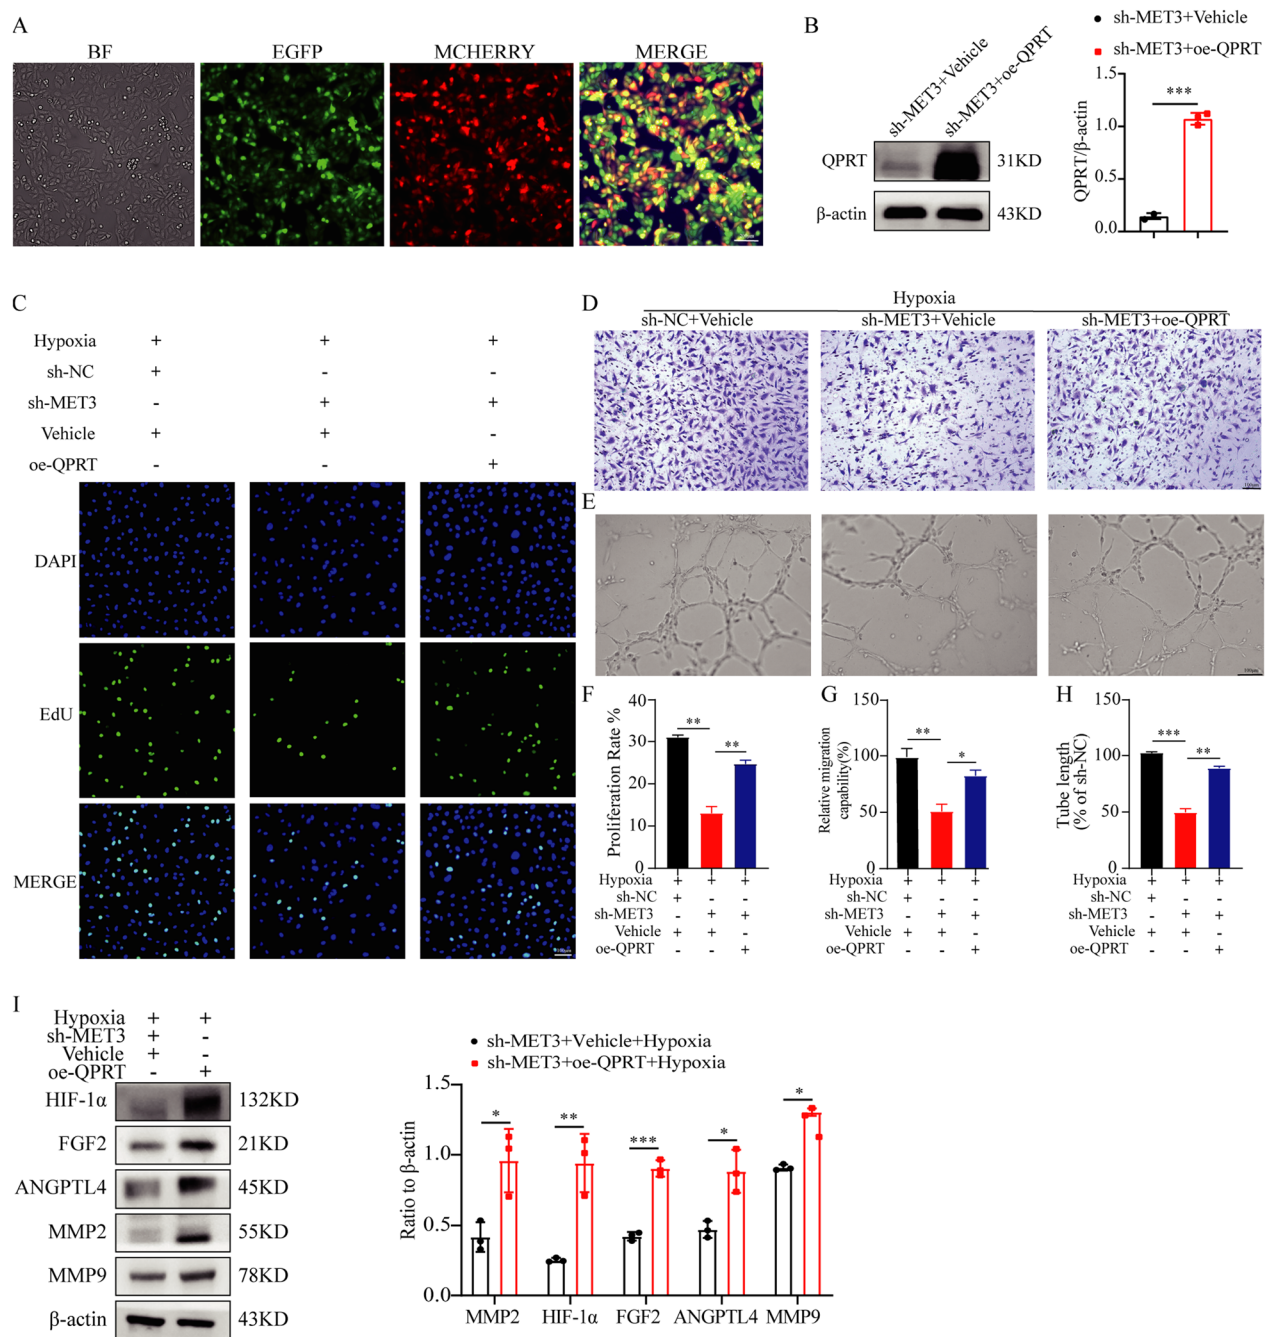 A
BF
EGFP
MCHERRY
MERGE
B
sh-MET3+Vehicle
sh-MET3+oe-QPRT
QPRT
31KD
β-actin
43KD
sh-MET3+Vehicle
sh-MET3+oe-QPRT
QPRT/β-actin
1.5
1.0
0.5
0.0
***
C
Hypoxia + + +
sh-NC + - -
sh-MET3 - + +
Vehicle + + -
oe-QPRT - - +
DAPI
EdU
MERGE
100μm
D
Hypoxia
sh-NC+Vehicle
sh-MET3+Vehicle
sh-MET3+oe-QPRT
100μm
E
100μm
F
Proliferation Rate %
40
30
20
10
0
** **
Hypoxia + + +
sh-NC + - -
sh-MET3 - + +
Vehicle + + -
oe-QPRT - - +
G
Relative migration
capability(%)
150
100
50
0
** *
Hypoxia + + +
sh-NC + - -
sh-MET3 - + +
Vehicle + + -
oe-QPRT - - +
H
Tube length
(% of sh-NC)
150
100
50
0
*** **
Hypoxia + + +
sh-NC + - -
sh-MET3 - + +
Vehicle + + -
oe-QPRT - - +
I
Hypoxia + +
sh-MET3 + -
Vehicle + -
oe-QPRT - +
HIF-1α 132KD
FGF2 21KD
ANGPTL4 45KD
MMP2 55KD
MMP9 78KD
β-actin 43KD
sh-MET3+Vehicle+Hypoxia
sh-MET3+oe-QPRT+Hypoxia
Ratio to β-actin
1.5
1.0
0.5
0.0
* ** *** * *
MMP2 HIF-1α FGF2 ANGPTL4 MMP9